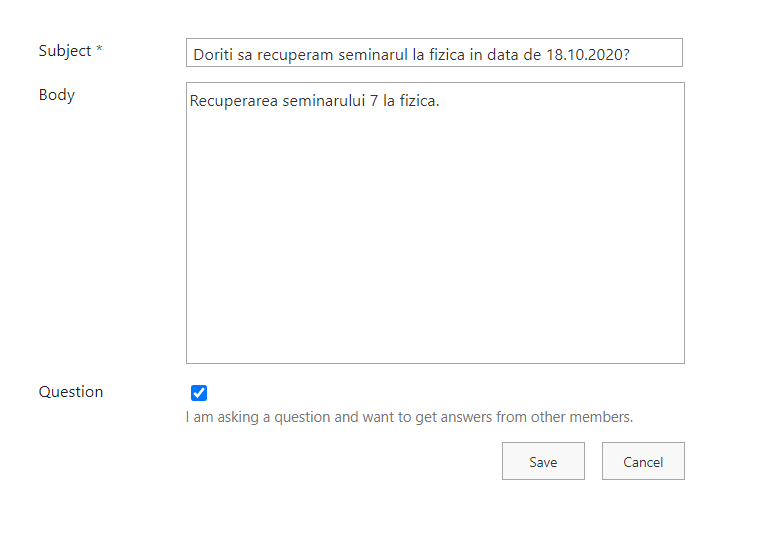 Subject *
Doriti sa recuperam seminarul la fizica in data de 18.10.2020?
Body
Recuperarea seminarului 7 la fizica.
Question
I am asking a question and want to get answers from other members.
Save
Cancel